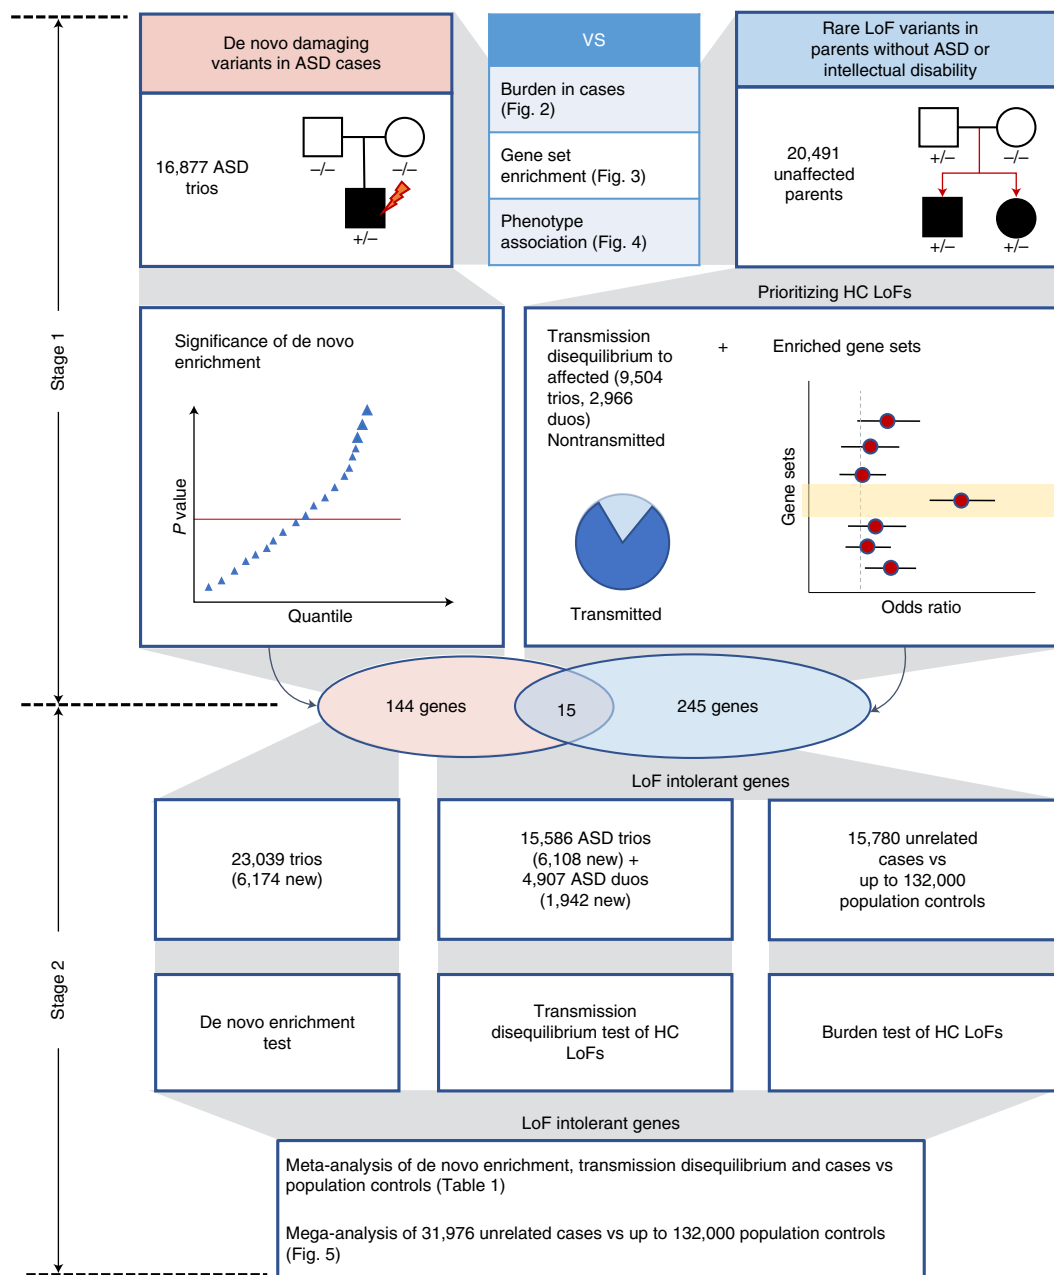 Stage 1
De novo damaging
variants in ASD cases
16,877 ASD
trios
–/–
–/–
+/–
VS
Burden in cases
(Fig. 2)
Gene set
enrichment (Fig. 3)
Phenotype
association (Fig. 4)
Rare LoF variants in
parents without ASD or
intellectual disability
20,491
unaffected
parents
+/–
–/–
+/–
+/–
Significance of de novo
enrichment
P value
Quantile
Prioritizing HC LoFs
Transmission
disequilibrium to
affected (9,504
trios, 2,966
duos)
Nontransmitted
Transmitted
+
Enriched gene sets
Gene sets
Odds ratio
144 genes
15
245 genes
Stage 2
LoF intolerant genes
23,039 trios
(6,174 new)
15,586 ASD trios
(6,108 new) +
4,907 ASD duos
(1,942 new)
15,780 unrelated
cases vs
up to 132,000
population controls
De novo enrichment
test
Transmission
disequilibrium test of HC
LoFs
Burden test of HC LoFs
LoF intolerant genes
Meta-analysis of de novo enrichment, transmission disequilibrium and cases vs
population controls (Table 1)
Mega-analysis of 31,976 unrelated cases vs up to 132,000 population controls
(Fig. 5)